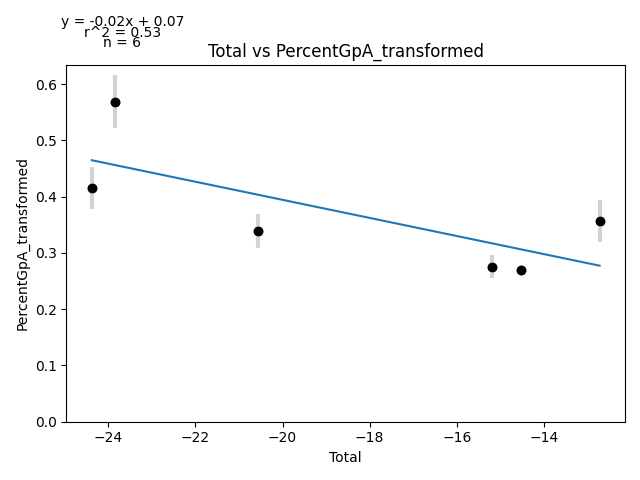 y = -0.02x + 0.07
r^2 = 0.53
n = 6
Total vs PercentGpA_transformed
PercentGpA_transformed
0.6
0.5
0.4
0.3
0.2
0.1
0.0
−24
−22
−20
−18
−16
−14
Total